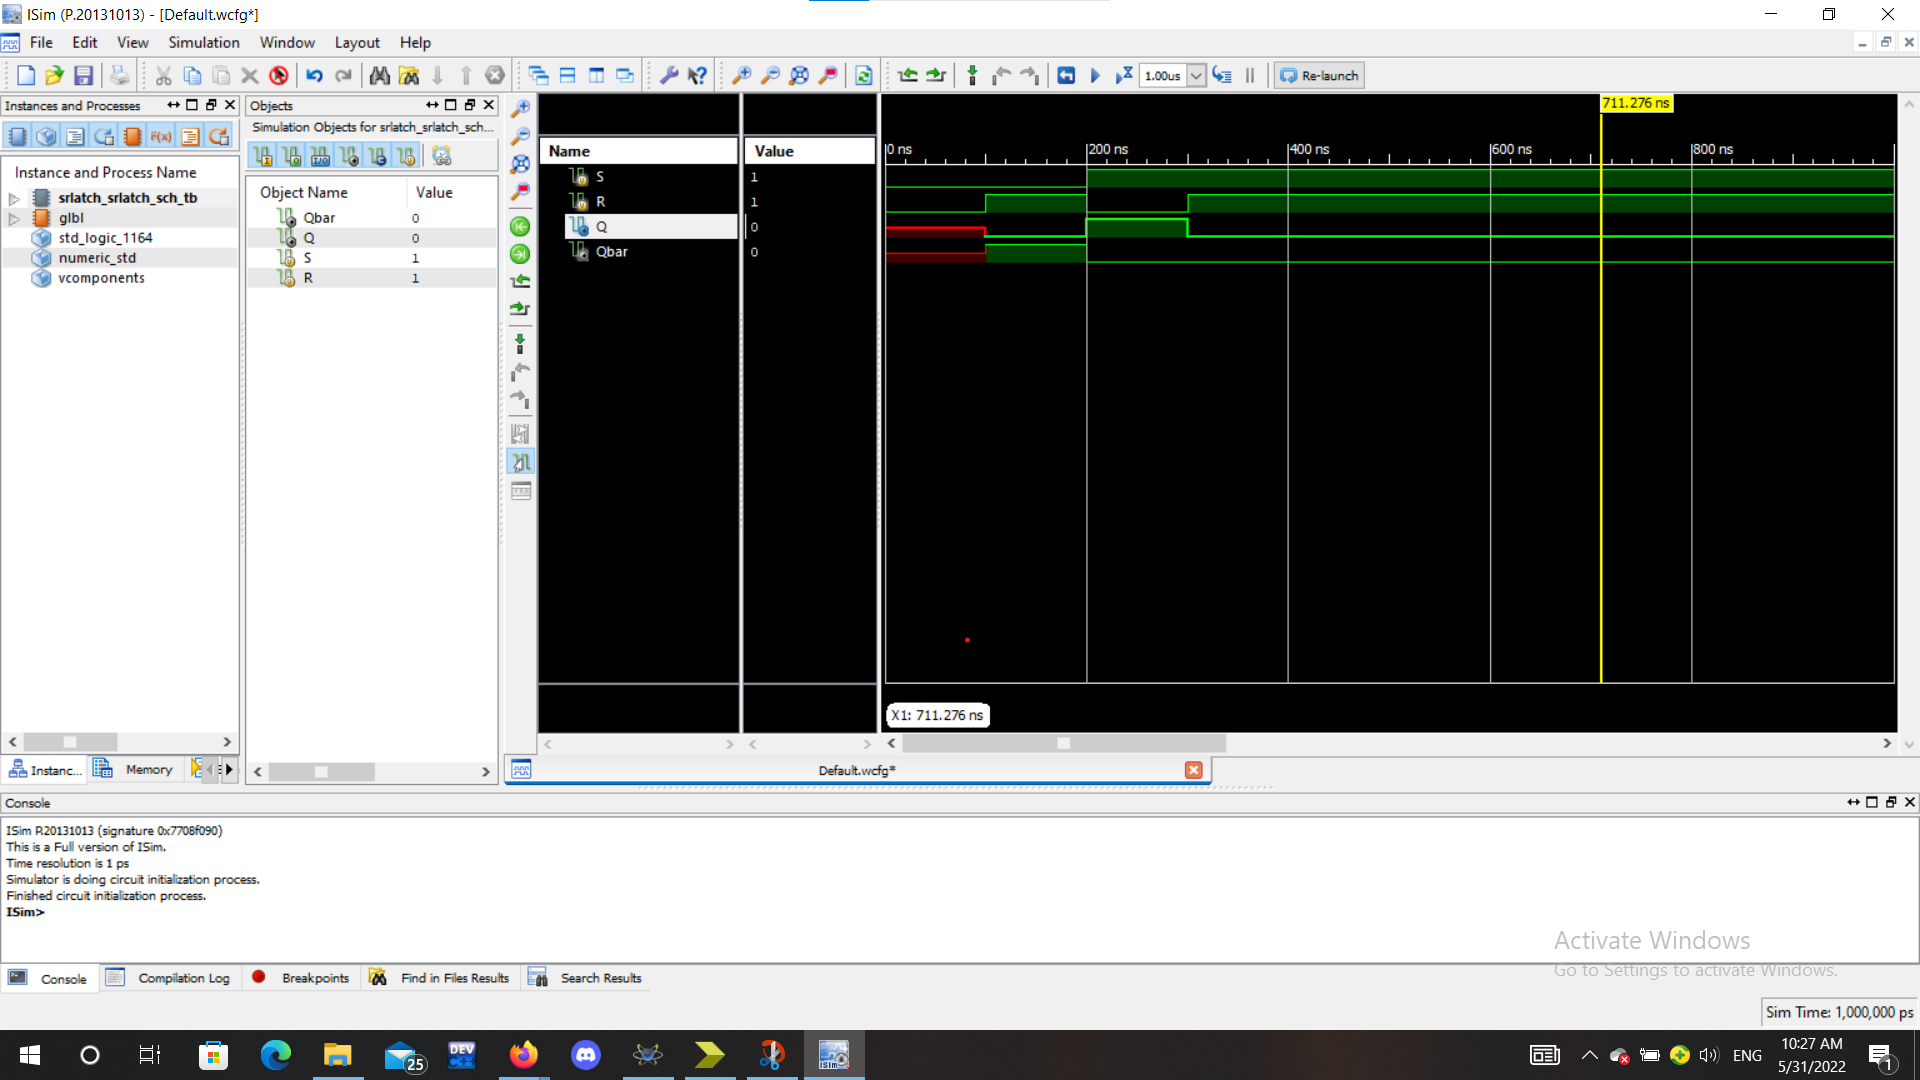 ISim (P.20131013) - [Default.wcfg*]
File Edit View Simulation Window Layout Help
1.00us
Re-launch
Instances and Processes
Instance and Process Name
srlatch_srlatch_sch_tb
glbl
std_logic_1164
numeric_std
vcomponents
Instanc...
Memory
Objects
Simulation Objects for srlatch_srlatch_sch...
Object Name Value
Qbar 0
Q 0
S 1
R 1
Name Value
S 1
R 1
Q 0
Qbar 0
711.276 ns
0 ns 200 ns 400 ns 600 ns 800 ns
X1: 711.276 ns
Default.wcfg*
Console
ISim P.20131013 (signature 0x7708f090)
This is a Full version of ISim.
Time resolution is 1 ps
Simulator is doing circuit initialization process.
Finished circuit initialization process.
ISim>
Console Compilation Log Breakpoints Find in Files Results Search Results
Activate Windows
Go to Settings to activate Windows.
Sim Time: 1,000,000 ps
25
DEV
ISim
ENG
10:27 AM
5/31/2022
1